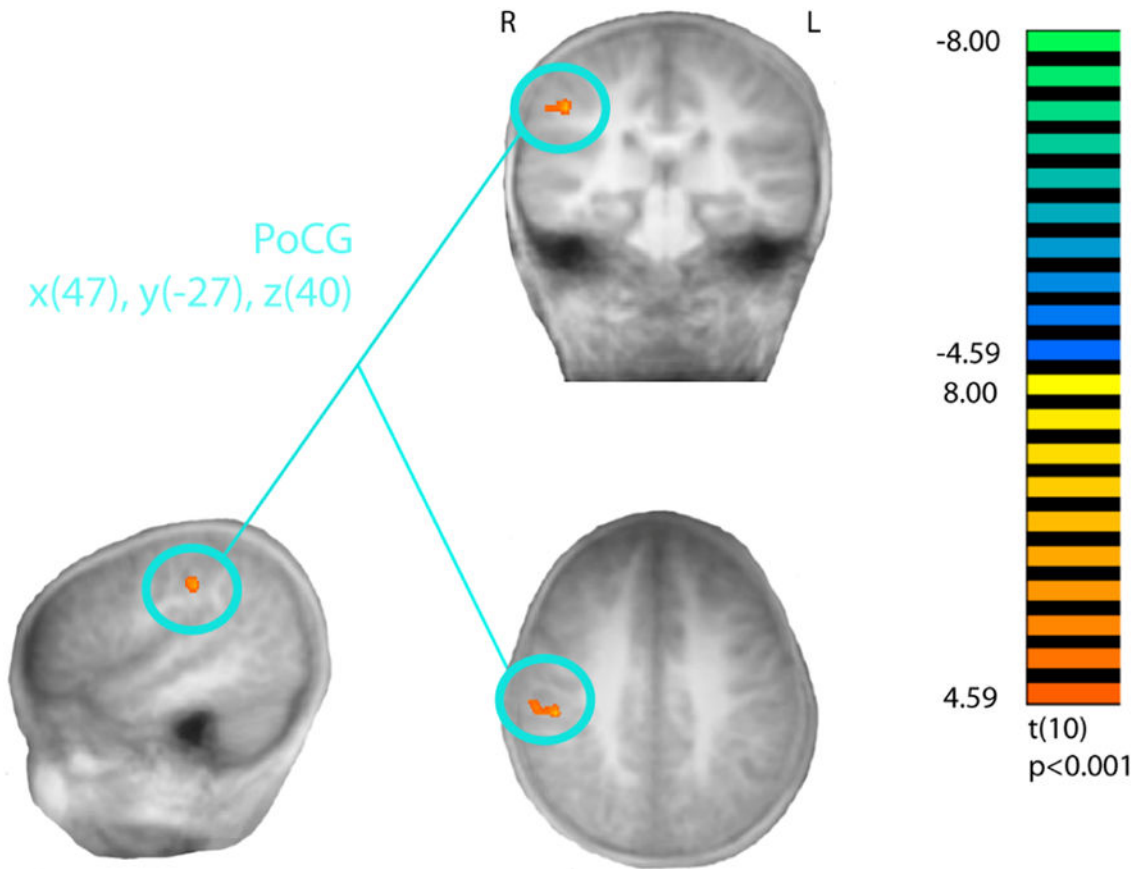 R
L
PoCG
x(47), y(-27), z(40)
-8.00
-4.59
8.00
4.59
t(10)
p<0.001